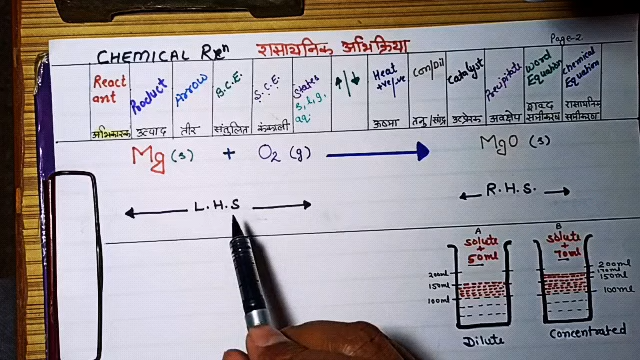 Page-2
CHEMICAL Rxn रासायनिक अभिक्रिया
React
ant
अभिकारक
Product
उत्पाद
Arrow
तीर
B.C.E.
संतुलित
S.C.E.
कंकाली
States
s, l, g,
aq.
↑/↓
Heat
+ve/-ve
ऊष्मा
Con/Dil
तनु/सांद्र
Catalyst
उत्प्रेरक
Precipitate
अवक्षेप
Word
Equation
शब्द
समीकरण
Chemical
Equation
रासायनिक
समीकरण
Mg (s) + O₂ (g) → MgO (s)
← L.H.S → ← R.H.S. →
A
solute
+
50ml
200ml
150ml
100ml
Dilute
B
solute
+
70ml
200ml
170ml
150ml
100ml
Concentrated